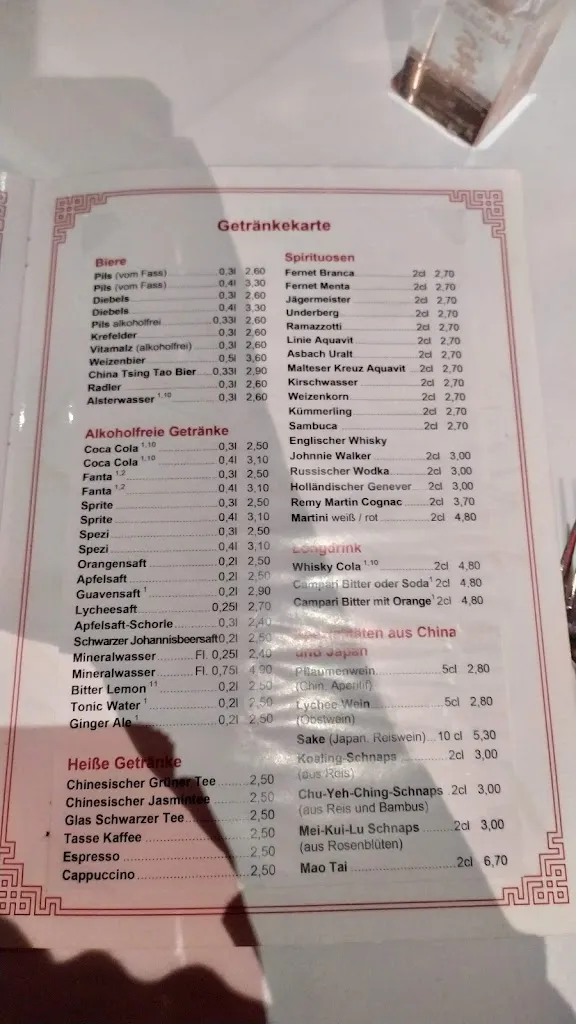 Getränkekarte
Biere
Pils (vom Fass) 0,3l 2,60
Pils (vom Fass) 0,4l 3,30
Diebels 0,3l 2,60
Diebels 0,4l 3,30
Pils alkoholfrei 0,33l 2,60
Krefelder 0,3l 2,60
Vitamalz (alkoholfrei) 0,3l 2,60
Weizenbier 0,5l 3,60
China Tsing Tao Bier 0,33l 2,90
Radler 0,3l 2,60
Alsterwasser 1,10 0,3l 2,60
Alkoholfreie Getränke
Coca Cola 1,10 0,3l 2,50
Coca Cola 1,10 0,4l 3,10
Fanta 1,2 0,3l 2,50
Fanta 1,2 0,4l 3,10
Sprite 0,3l 2,50
Sprite 0,4l 3,10
Spezi 0,3l 2,50
Spezi 0,4l 3,10
Orangensaft 0,2l 2,50
Apfelsaft 0,2l 2,50
Guavensaft 1 0,2l 2,90
Lycheesaft 0,25l 2,70
Apfelsaft-Schorle 0,3l 2,40
Schwarzer Johannisbeersaft 0,2l 2,50
Mineralwasser Fl. 0,25l 2,40
Mineralwasser Fl. 0,75l 4,90
Bitter Lemon 11 0,2l 2,50
Tonic Water 1 0,2l 2,50
Ginger Ale 1 0,2l 2,50
Heiße Getränke
Chinesischer Grüner Tee 2,50
Chinesischer Jasmintee 2,50
Glas Schwarzer Tee 2,50
Tasse Kaffee 2,50
Espresso 2,50
Cappuccino 2,50
Spirituosen
Fernet Branca 2cl 2,70
Fernet Menta 2cl 2,70
Jägermeister 2cl 2,70
Underberg 2cl 2,70
Ramazzotti 2cl 2,70
Linie Aquavit 2cl 2,70
Asbach Uralt 2cl 2,70
Malteser Kreuz Aquavit 2cl 2,70
Kirschwasser 2cl 2,70
Weizenkorn 2cl 2,70
Kümmerling 2cl 2,70
Sambuca 2cl 2,70
Englischer Whisky
Johnnie Walker 2cl 3,00
Russischer Wodka 2cl 3,00
Holländischer Genever 2cl 3,00
Remy Martin Cognac 2cl 3,70
Martini weiß / rot 2cl 4,80
Longdrink
Whisky Cola 1,10 2cl 4,80
Campari Bitter oder Soda 1 2cl 4,80
Campari Bitter mit Orange 1 2cl 4,80
Spezialitäten aus China
und Japan
Pflaumenwein 5cl 2,80
(Chin. Aperitif)
Lychee Wein 5cl 2,80
(Obstwein)
Sake (Japan. Reiswein) 10 cl 5,30
Koaling-Schnaps 2cl 3,00
(aus Reis)
Chu-Yeh-Ching-Schnaps 2cl 3,00
(aus Reis und Bambus)
Mei-Kui-Lu Schnaps 2cl 3,00
(aus Rosenblüten)
Mao Tai 2cl 6,70